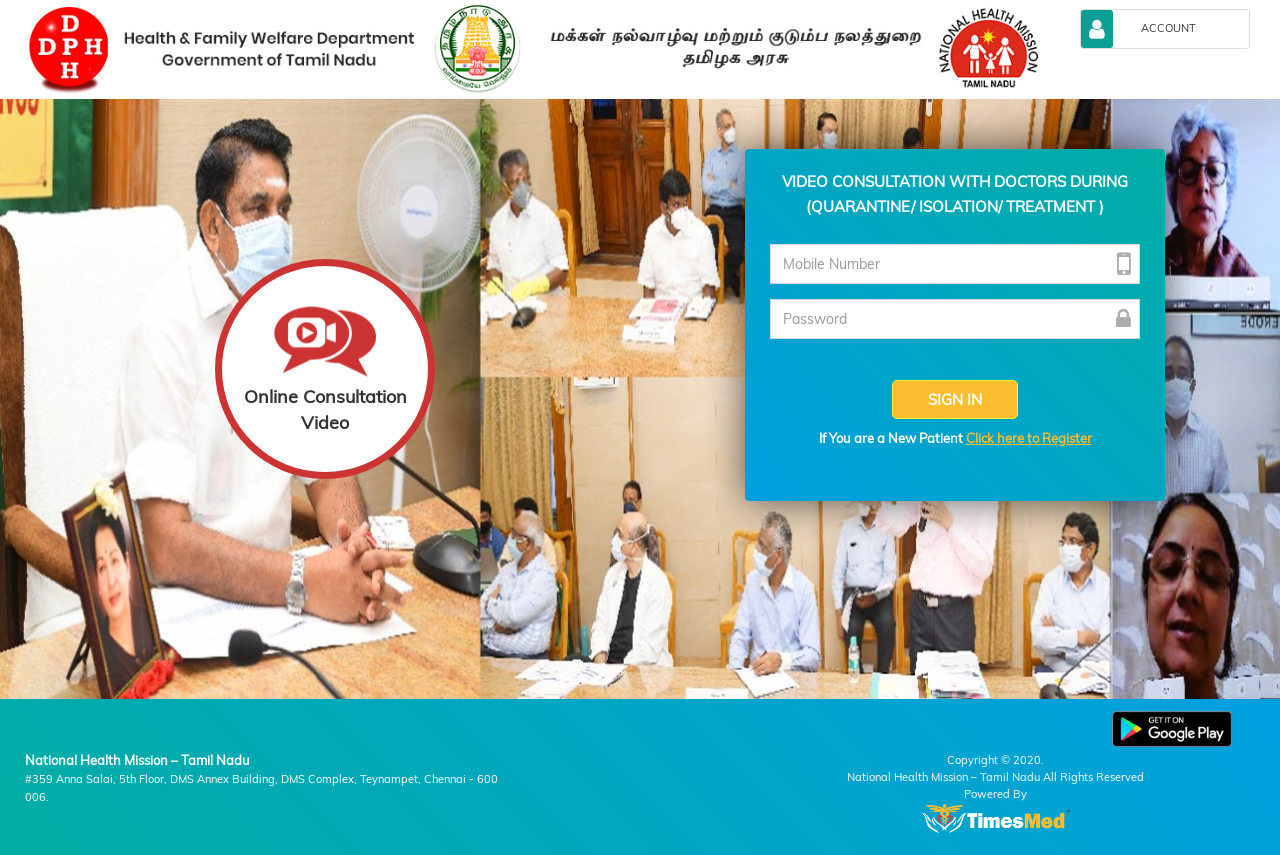 D
DPH
H
Health & Family Welfare Department
Government of Tamil Nadu
மக்கள் நல்வாழ்வு மற்றும் குடும்ப நலத்துறை
தமிழக அரசு
வாய்மையே வெல்லும்
NATIONAL HEALTH MISSION
TAMIL NADU
ACCOUNT
VIDEO CONSULTATION WITH DOCTORS DURING
(QUARANTINE/ ISOLATION/ TREATMENT )
Mobile Number
Password
SIGN IN
If You are a New Patient Click here to Register
Online Consultation
Video
ERODE
GET IT ON
Google Play
National Health Mission – Tamil Nadu
#359 Anna Salai, 5th Floor, DMS Annex Building, DMS Complex, Teynampet, Chennai - 600
006.
Copyright © 2020.
National Health Mission – Tamil Nadu All Rights Reserved
Powered By
TimesMed